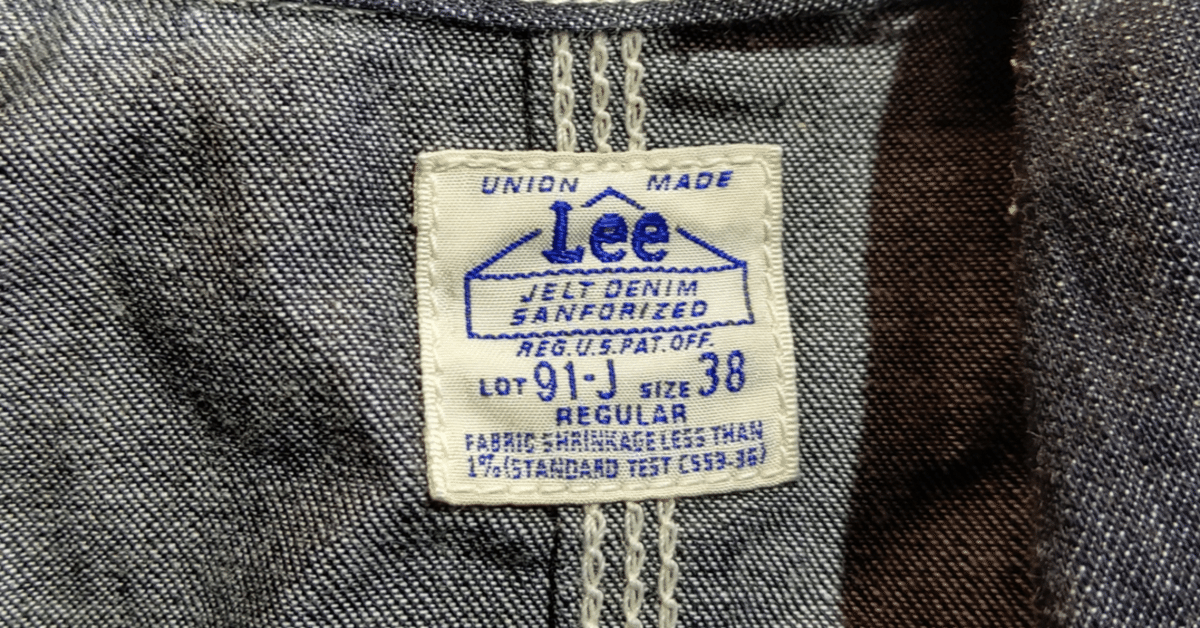 UNION MADE
Lee
JELT DENIM
SANFORIZED
REG.U.S.PAT.OFF.
LOT 91-J SIZE 38
REGULAR
FABRIC SHRINKAGE LESS THAN
1% (STANDARD TEST CS59-36)